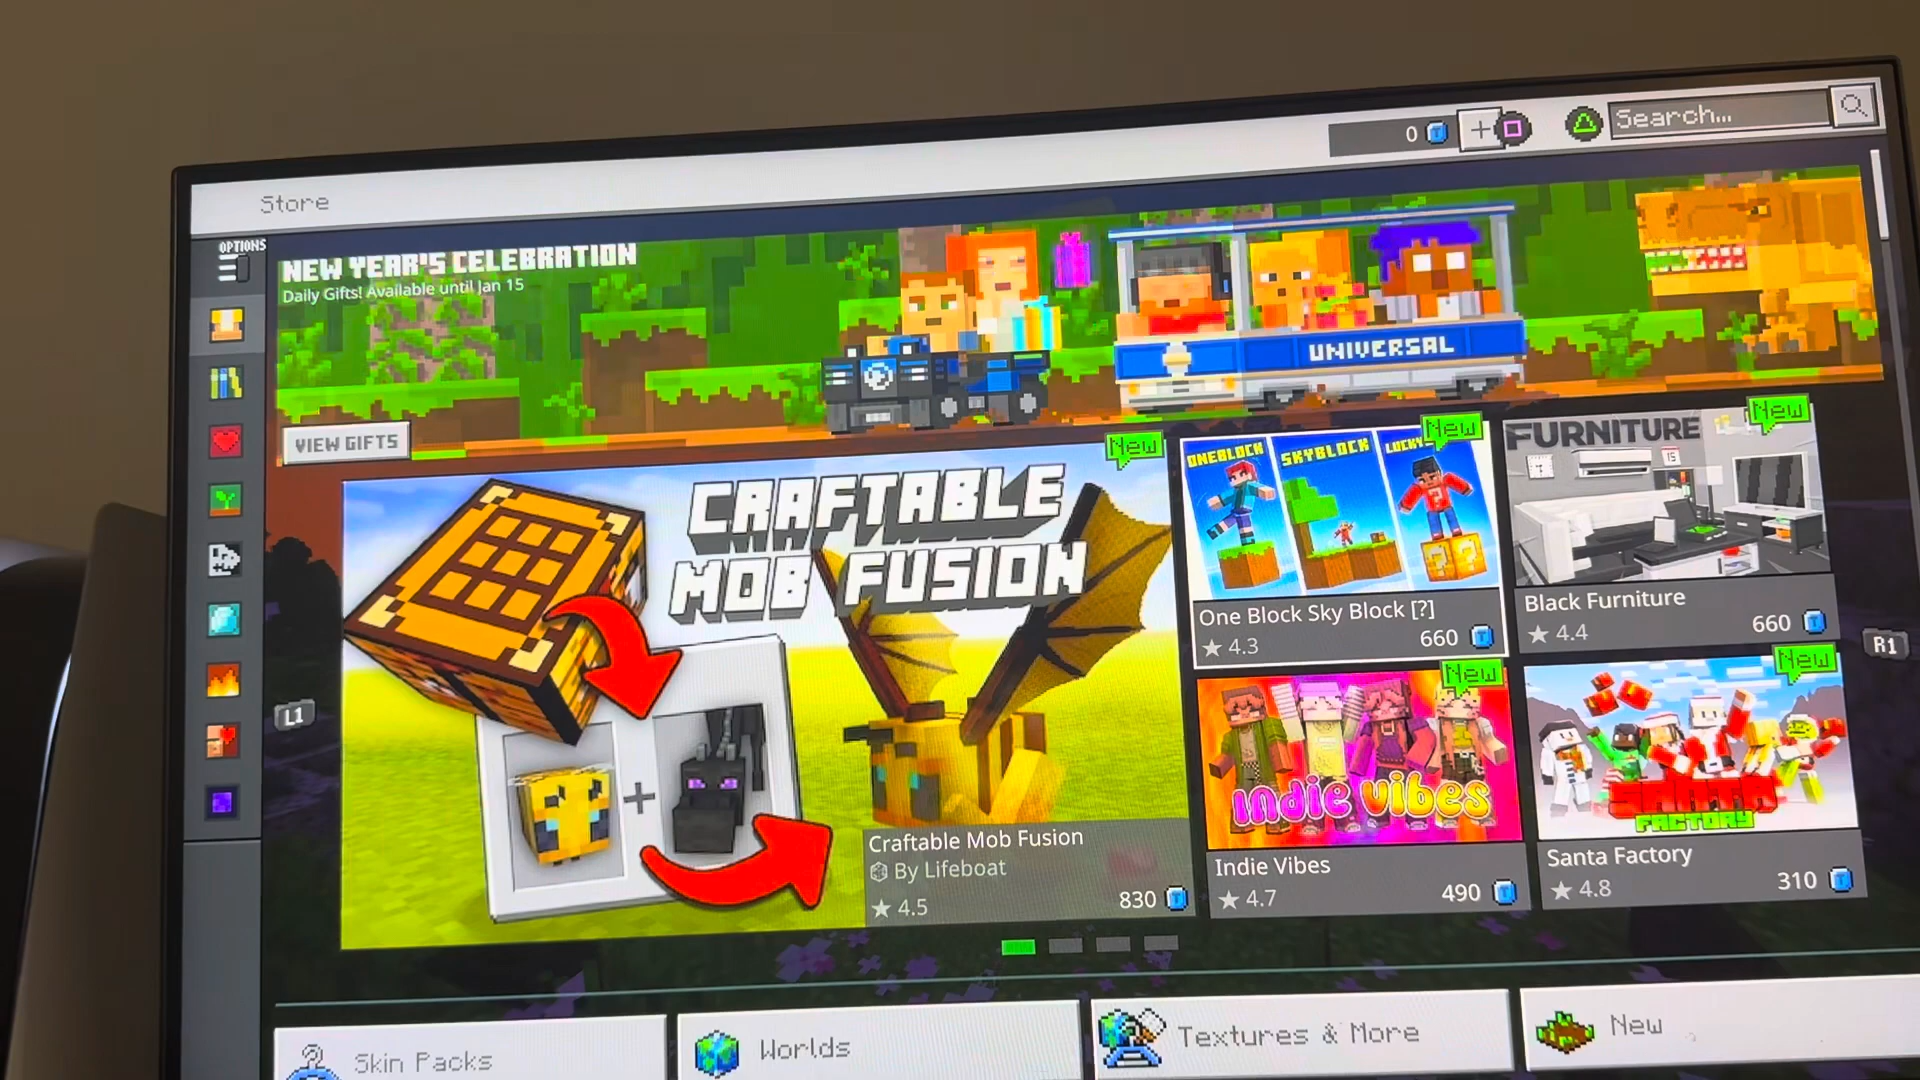 0
Search...
Store
OPTIONS
NEW YEAR'S CELEBRATION
Daily Gifts! Available until Jan 15
UNIVERSAL
VIEW GIFTS
New
CRAFTABLE
MOB FUSION
Craftable Mob Fusion
By Lifeboat
4.5
830
New
ONEBLOCK
SKYBLOCK
LUCKY
One Block Sky Block [?]
4.3
660
New
FURNITURE
15
Black Furniture
4.4
660
New
Indie Vibes
Indie Vibes
4.7
490
New
SANTA
FACTORY
Santa Factory
4.8
310
L1
R1
Skin Packs
Worlds
Textures & More
New